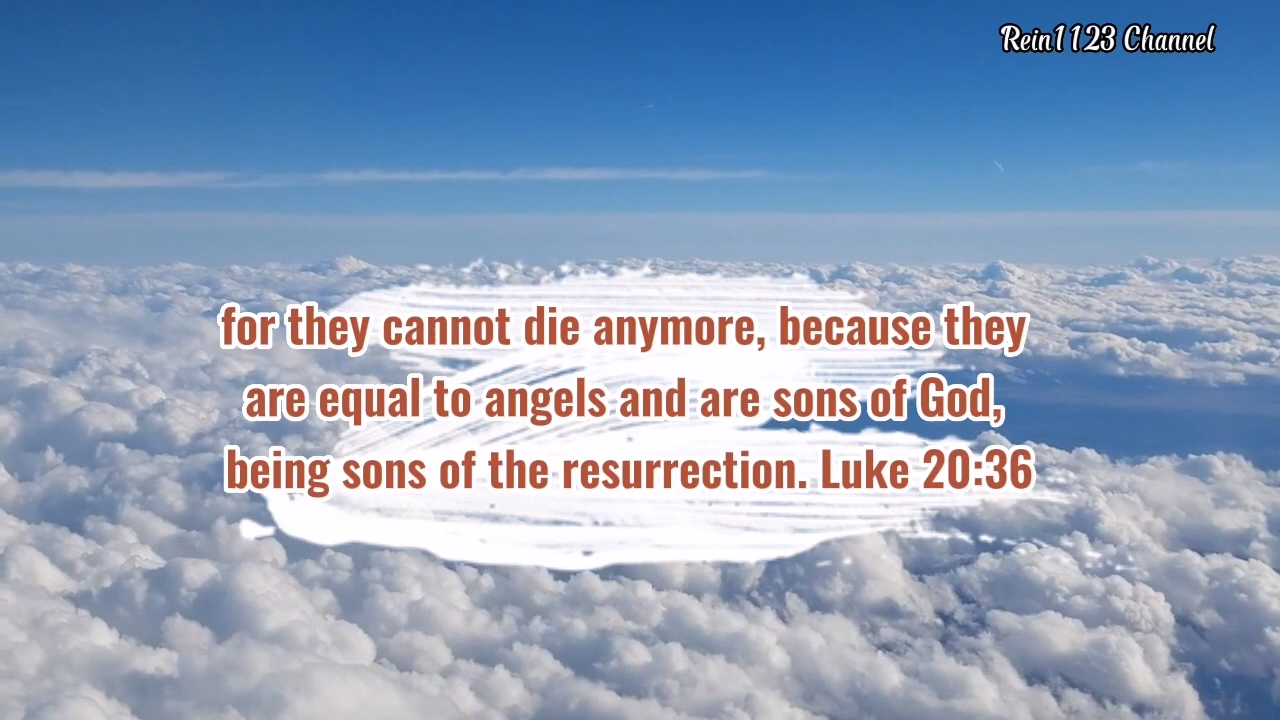 Rein1123 Channel
for they cannot die anymore, because they
are equal to angels and are sons of God,
being sons of the resurrection. Luke 20:36